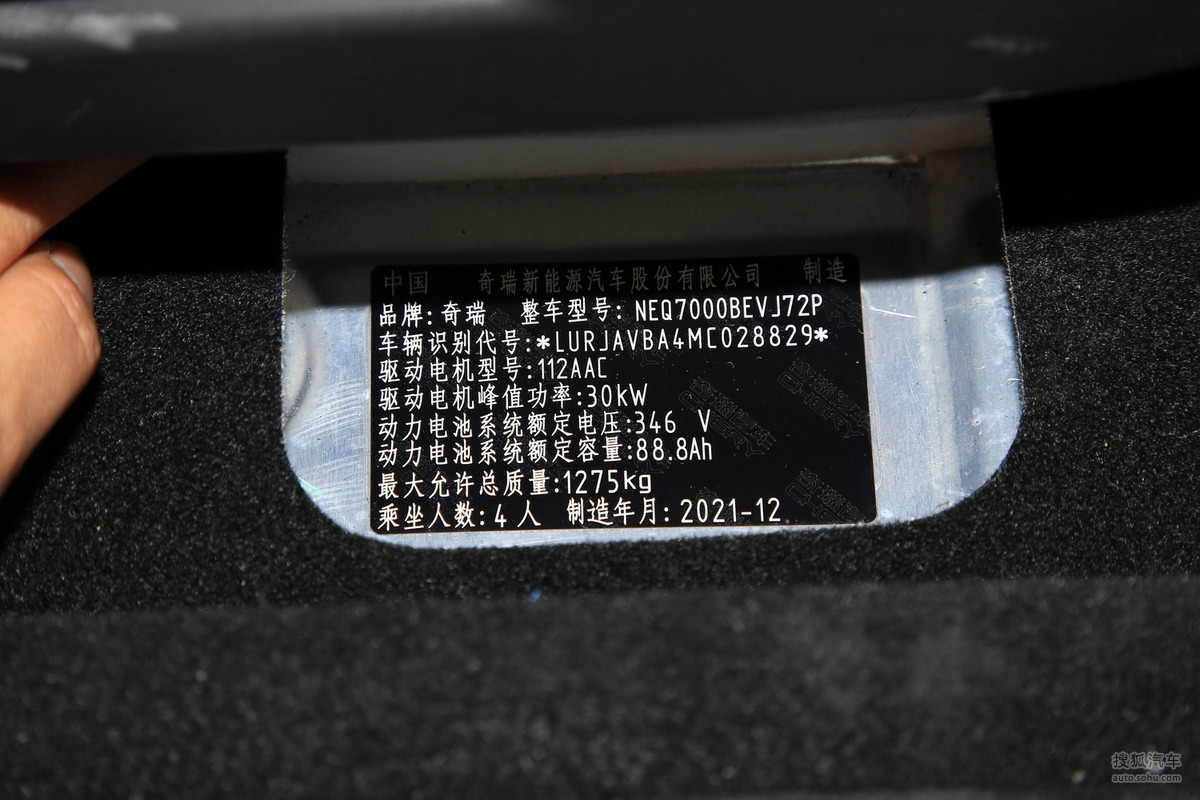 中国 奇瑞新能源汽车股份有限公司 制造
品牌:奇瑞 整车型号: NEQ7000BEVJ72P
车辆识别代号:*LURJAVBA4MC028829*
驱动电机型号:112AAC
驱动电机峰值功率:30kW
动力电池系统额定电压:346 V
动力电池系统额定容量:88.8Ah
最大允许总质量:1275kg
乘坐人数:4人 制造年月:2021-12
搜狐汽车
auto.sohu.com